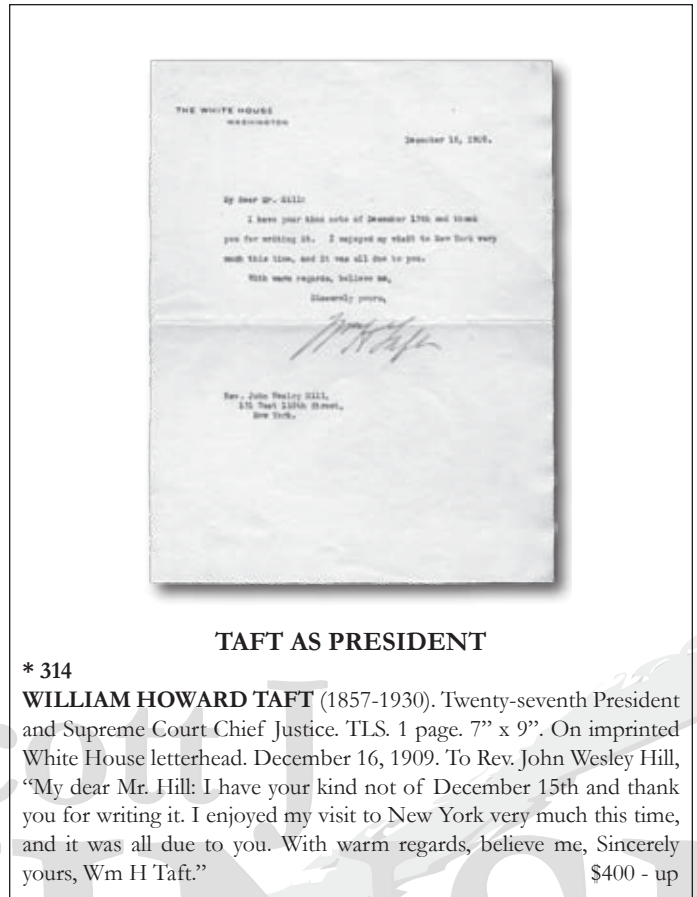 THE WHITE HOUSE
WASHINGTON
December 16, 1909.
My dear Mr. Hill:
I have your kind note of December 15th and thank
you for writing it. I enjoyed my visit to New York very
much this time, and it was all due to you.
With warm regards, believe me,
Sincerely yours,
Wm H Taft
Rev. John Wesley Hill,
West Street,
New York.
TAFT AS PRESIDENT
* 314
WILLIAM HOWARD TAFT (1857-1930). Twenty-seventh President
and Supreme Court Chief Justice. TLS. 1 page. 7” x 9”. On imprinted
White House letterhead. December 16, 1909. To Rev. John Wesley Hill,
“My dear Mr. Hill: I have your kind not of December 15th and thank
you for writing it. I enjoyed my visit to New York very much this time,
and it was all due to you. With warm regards, believe me, Sincerely
yours, Wm H Taft.” $400 - up